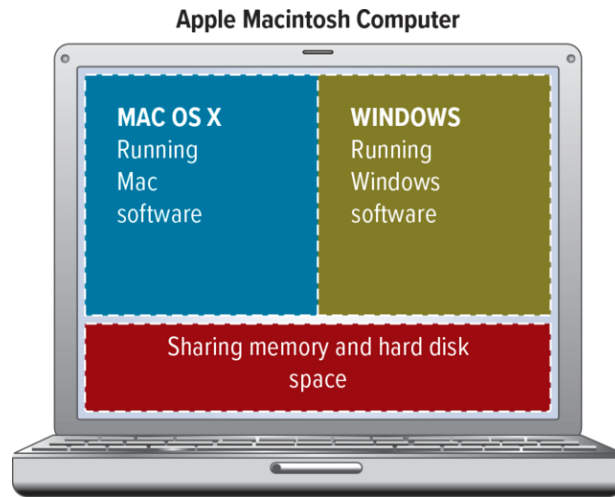 Apple Macintosh Computer
MAC OS X
Running
Mac
software
WINDOWS
Running
Windows
software
Sharing memory and hard disk
space